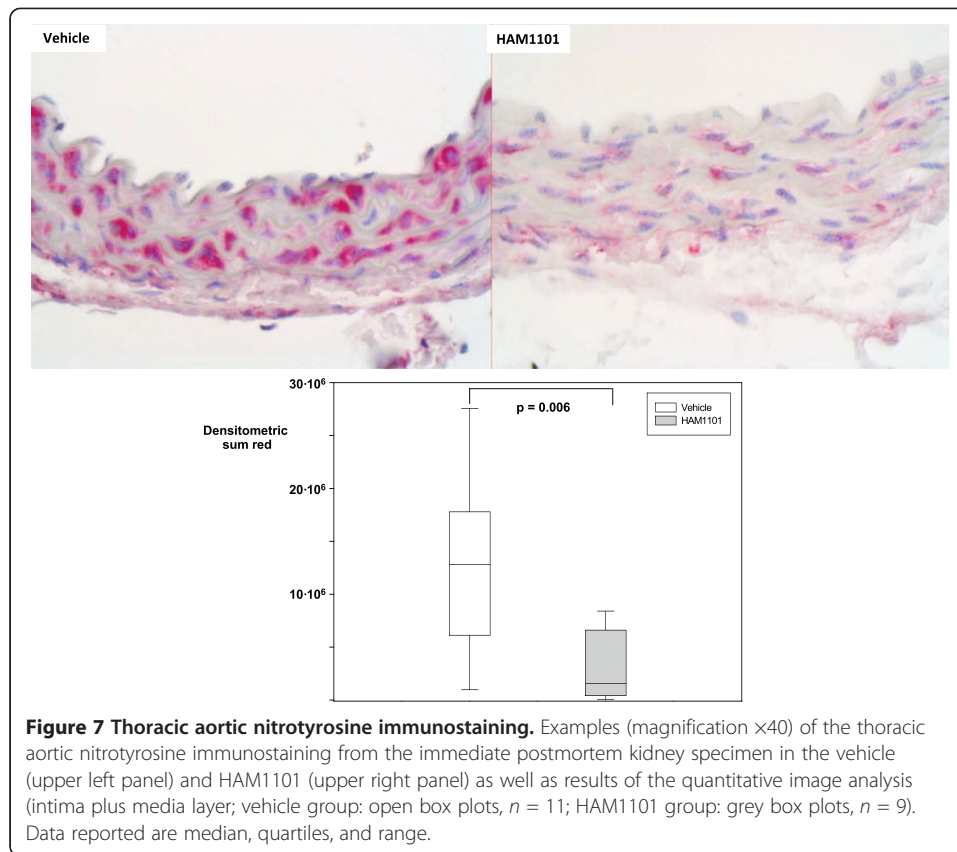 Vehicle
HAM1101
30·10⁶
Densitometric
sum red
p = 0.006
Vehicle
HAM1101
20·10⁶
10·10⁶
Figure 7 Thoracic aortic nitrotyrosine immunostaining. Examples (magnification ×40) of the thoracic
aortic nitrotyrosine immunostaining from the immediate postmortem kidney specimen in the vehicle
(upper left panel) and HAM1101 (upper right panel) as well as results of the quantitative image analysis
(intima plus media layer; vehicle group: open box plots, n = 11; HAM1101 group: grey box plots, n = 9).
Data reported are median, quartiles, and range.